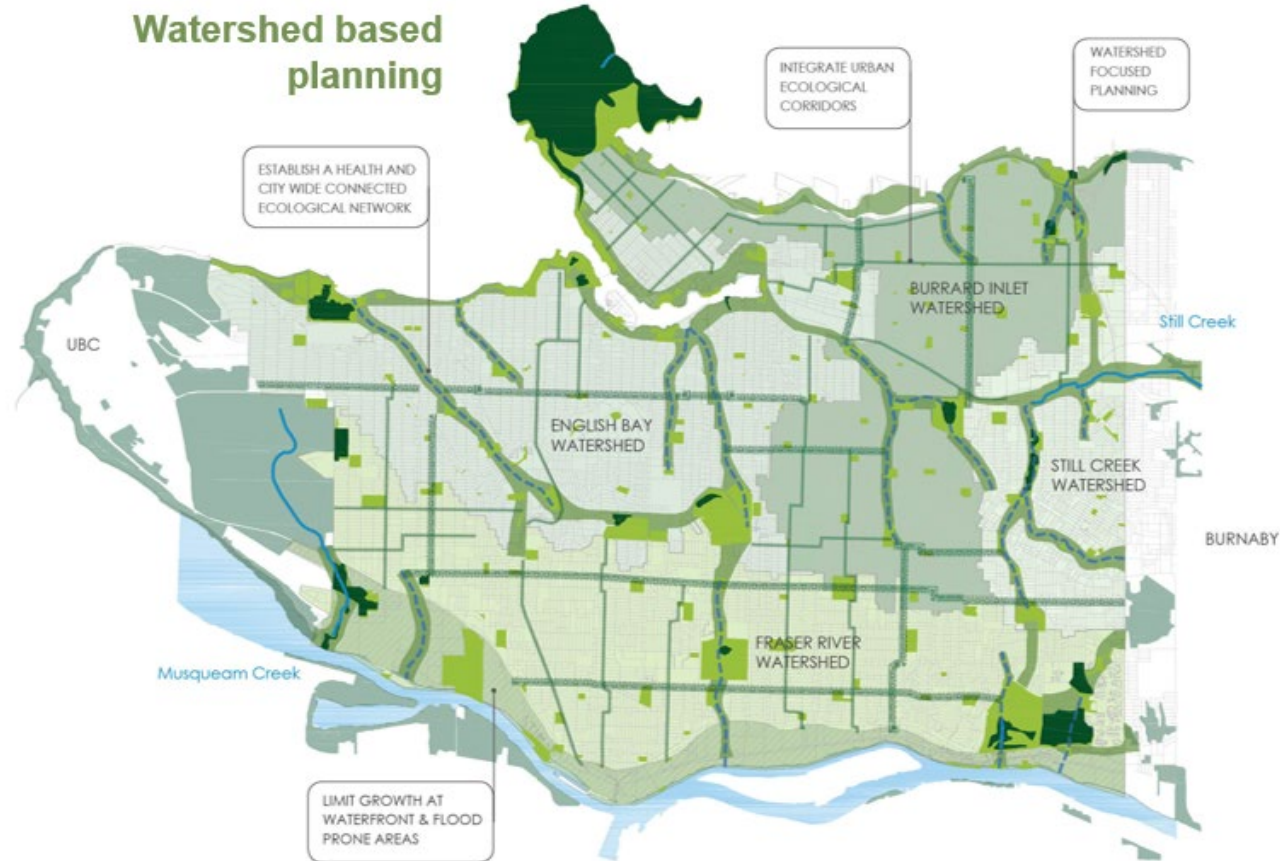 Watershed based
planning
INTEGRATE URBAN
ECOLOGICAL
CORRIDORS
WATERSHED
FOCUSED
PLANNING
ESTABLISH A HEALTH AND
CITY WIDE CONNECTED
ECOLOGICAL NETWORK
UBC
BURRARD INLET
WATERSHED
Still Creek
ENGLISH BAY
WATERSHED
STILL CREEK
WATERSHED
BURNABY
FRASER RIVER
WATERSHED
Musqueam Creek
LIMIT GROWTH AT
WATERFRONT & FLOOD
PRONE AREAS